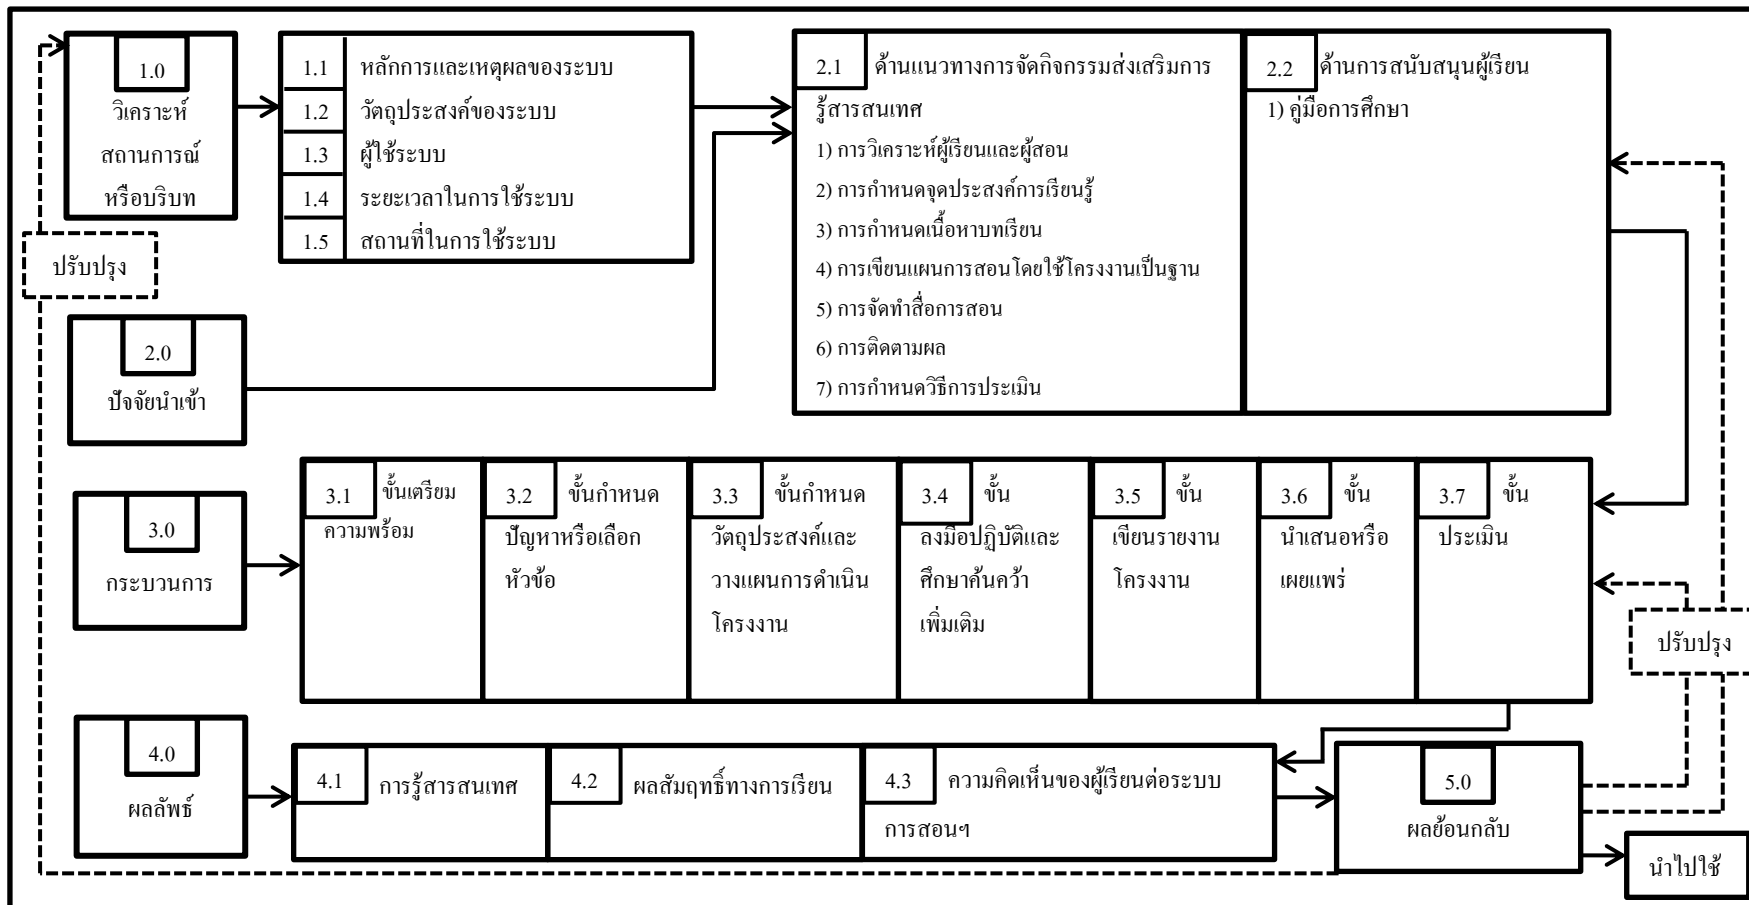 1.0
วิเคราะห์
สถานการณ์
หรือบริบท
1.1 หลักการและเหตุผลของระบบ
1.2 วัตถุประสงค์ของระบบ
1.3 ผู้ใช้ระบบ
1.4 ระยะเวลาในการใช้ระบบ
1.5 สถานที่ในการใช้ระบบ
2.1 ด้านแนวทางการจัดกิจกรรมส่งเสริมการ
รู้สารสนเทศ
1) การวิเคราะห์ผู้เรียนและผู้สอน
2) การกำหนดจุดประสงค์การเรียนรู้
3) การกำหนดเนื้อหาบทเรียน
4) การเขียนแผนการสอนโดยใช้โครงงานเป็นฐาน
5) การจัดทำสื่อการสอน
6) การติดตามผล
7) การกำหนดวิธีการประเมิน
2.2 ด้านการสนับสนุนผู้เรียน
1) คู่มือการศึกษา
ปรับปรุง
2.0
ปัจจัยนำเข้า
3.0
กระบวนการ
3.1 ขั้นเตรียม
ความพร้อม
3.2 ขั้นกำหนด
ปัญหาหรือเลือก
หัวข้อ
3.3 ขั้นกำหนด
วัตถุประสงค์และ
วางแผนการดำเนิน
โครงงาน
3.4 ขั้น
ลงมือปฏิบัติและ
ศึกษาค้นคว้า
เพิ่มเติม
3.5 ขั้น
เขียนรายงาน
โครงงาน
3.6 ขั้น
นำเสนอหรือ
เผยแพร่
3.7 ขั้น
ประเมิน
ปรับปรุง
4.0
ผลลัพธ์
4.1 การรู้สารสนเทศ
4.2 ผลสัมฤทธิ์ทางการเรียน
4.3 ความคิดเห็นของผู้เรียนต่อระบบ
การสอนฯ
5.0
ผลย้อนกลับ
นำไปใช้